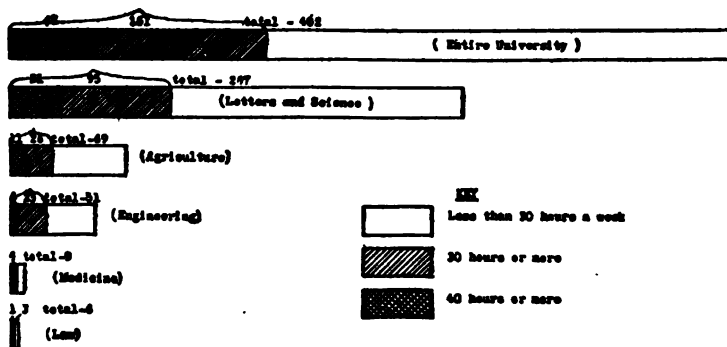 161 total - 462
(Entire University)
95 total - 297
(Letters and Science)
total-69
(Agriculture)
total-51
(Engineering)
4 total-9
(Medicine)
1 3 total-6
(Law)
KEY
Less than 30 hours a week
30 hours or more
40 hours or more